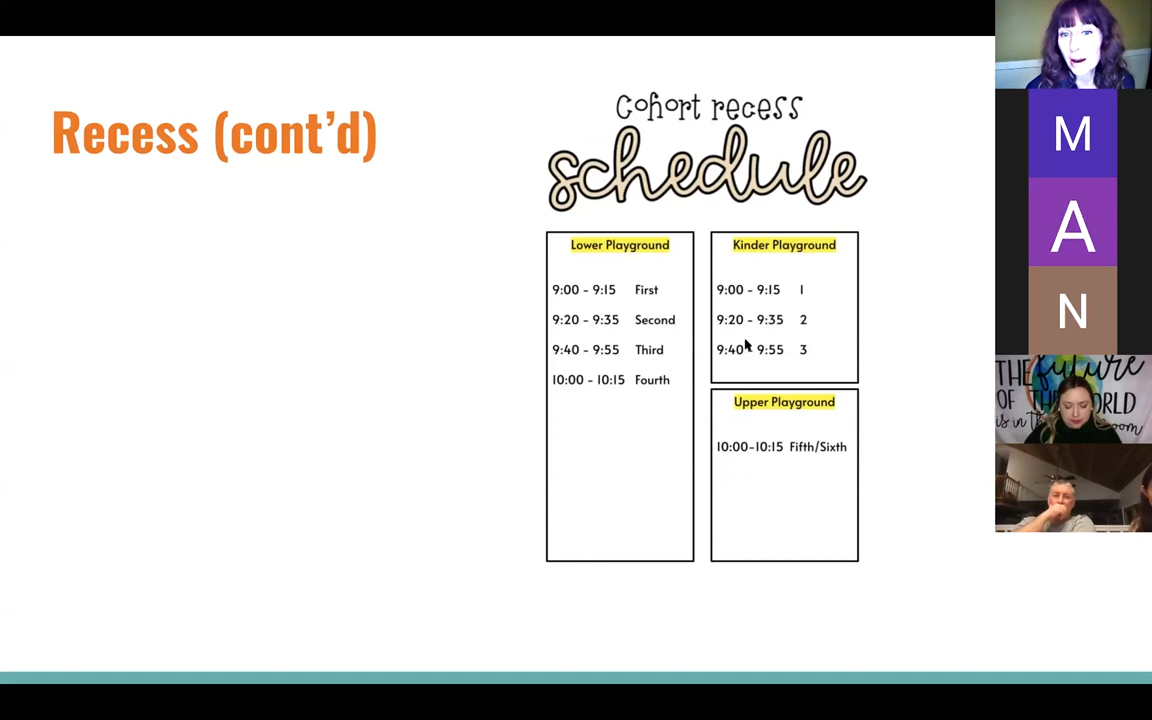 Recess (cont'd)
cohort recess
schedule
Lower Playground
9:00 - 9:15 First
9:20 - 9:35 Second
9:40 - 9:55 Third
10:00 - 10:15 Fourth
Kinder Playground
9:00 - 9:15 1
9:20 - 9:35 2
9:40 - 9:55 3
Upper Playground
10:00-10:15 Fifth/Sixth
M
A
N
THE future
OF THE WORLD
is in th room